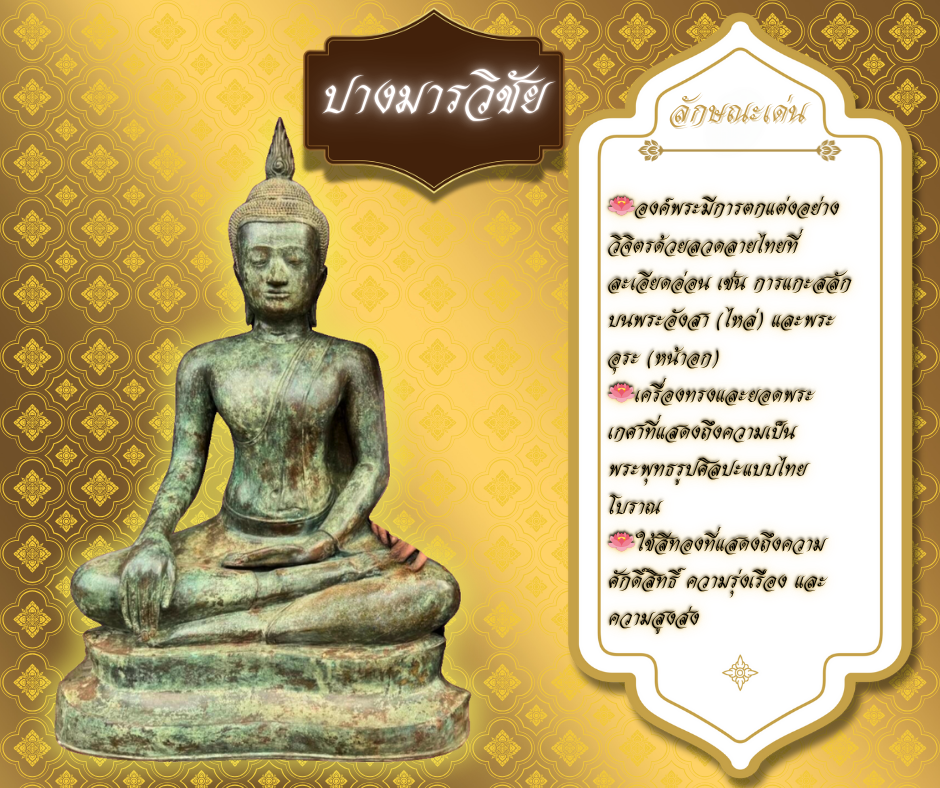 ปางมารวิชัย
ลักษณะเด่น
องค์พระมีการตกแต่งอย่าง
วิจิตรด้วยลวดลายไทยที่
ละเอียดอ่อน เช่น การแกะสลัก
บนพระอังสา (ไหล่) และพระ
อุระ (หน้าอก)
เครื่องทรงและยอดพระ
เกศาที่แสดงถึงความเป็น
พระพุทธรูปศิลปะแบบไทย
โบราณ
ใช้สีทองที่แสดงถึงความ
ศักดิ์สิทธิ์ ความรุ่งเรือง และ
ความสูงส่ง